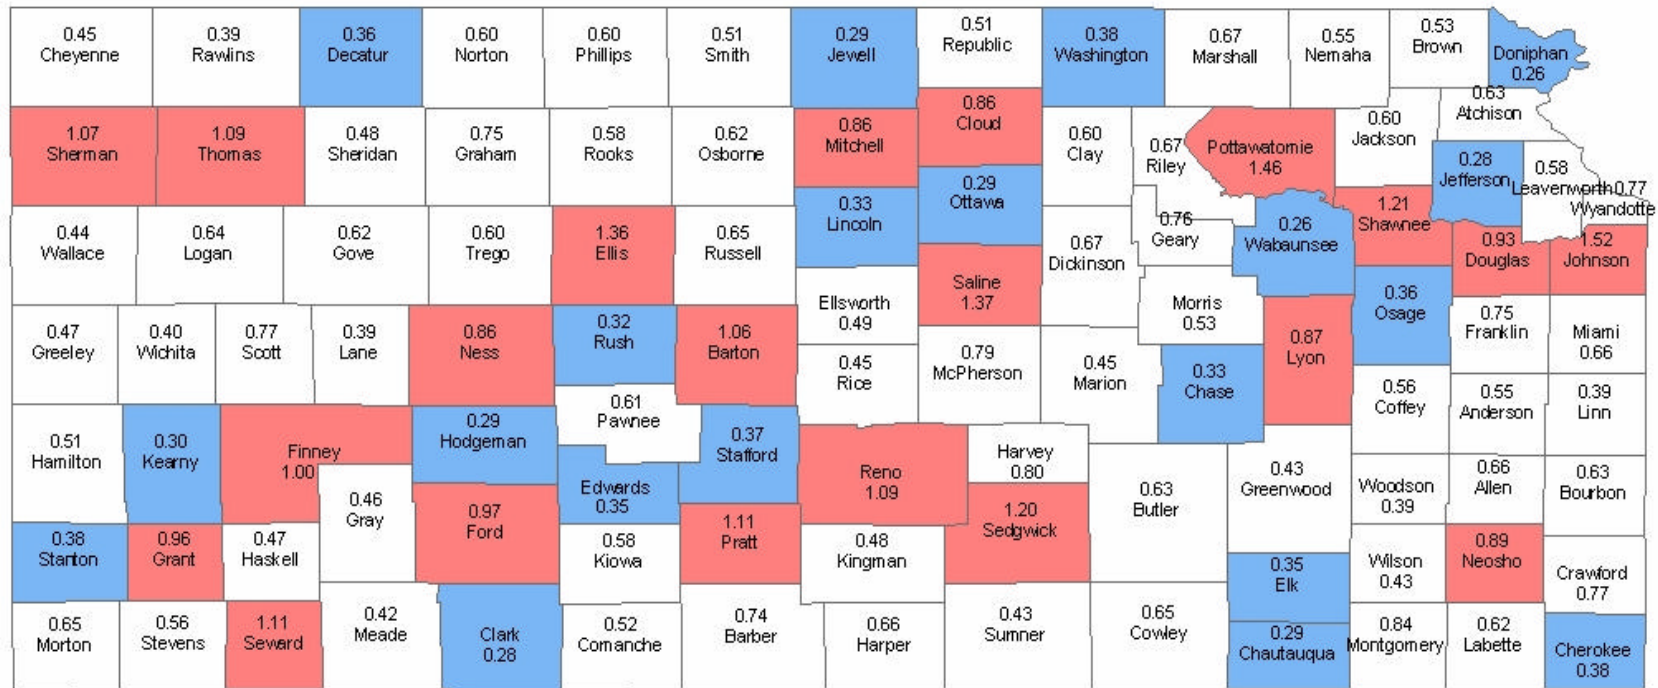 0.45
Cheyenne
0.39
Rawlins
0.36
Decatur
0.60
Norton
0.60
Phillips
0.51
Smith
0.29
Jewell
0.51
Republic
0.38
Washington
0.67
Marshall
0.55
Nemaha
0.53
Brown
Doniphan
0.26
1.07
Sherman
1.09
Thomas
0.48
Sheridan
0.75
Graham
0.58
Rooks
0.62
Osborne
0.86
Mitchell
0.86
Cloud
0.60
Clay
0.67
Riley
Pottawatomie
1.46
0.60
Jackson
0.63
Atchison
0.33
Lincoln
0.29
Ottawa
0.28
Jefferson
0.58
Leavenworth
0.77
Wyandotte
0.44
Wallace
0.64
Logan
0.62
Gove
0.60
Trego
1.36
Ellis
0.65
Russell
Saline
1.37
0.67
Dickinson
0.76
Geary
0.26
Wabaunsee
1.21
Shawnee
0.93
Douglas
1.52
Johnson
Ellsworth
0.49
Morris
0.53
0.36
Osage
0.75
Franklin
Miami
0.66
0.47
Greeley
0.40
Wichita
0.77
Scott
0.39
Lane
0.86
Ness
0.32
Rush
1.06
Barton
0.45
Rice
0.79
McPherson
0.45
Marion
0.33
Chase
0.87
Lyon
0.56
Coffey
0.55
Anderson
0.39
Linn
0.51
Hamilton
0.30
Kearny
Finney
1.00
0.29
Hodgeman
0.61
Pawnee
0.37
Stafford
Edwards
0.35
Reno
1.09
Harvey
0.80
0.63
Butler
0.43
Greenwood
Woodson
0.39
0.66
Allen
0.63
Bourbon
0.46
Gray
0.97
Ford
1.11
Pratt
1.20
Sedgwick
0.38
Stanton
0.96
Grant
0.47
Haskell
0.58
Kiowa
0.48
Kingman
0.35
Elk
Wilson
0.43
0.89
Neosho
Crawford
0.77
0.65
Morton
0.56
Stevens
1.11
Seward
0.42
Meade
Clark
0.28
0.52
Comanche
0.74
Barber
0.66
Harper
0.43
Sumner
0.65
Cowley
0.29
Chautauqua
0.84
Montgomery
0.62
Labette
Cherokee
0.38